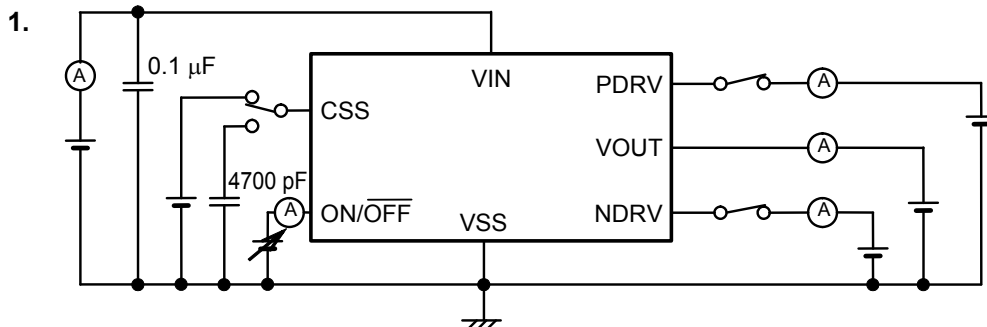 1.
A
0.1 μF
VIN
PDRV
A
CSS
VOUT
A
4700 pF
A
ON/OFF
VSS
NDRV
A